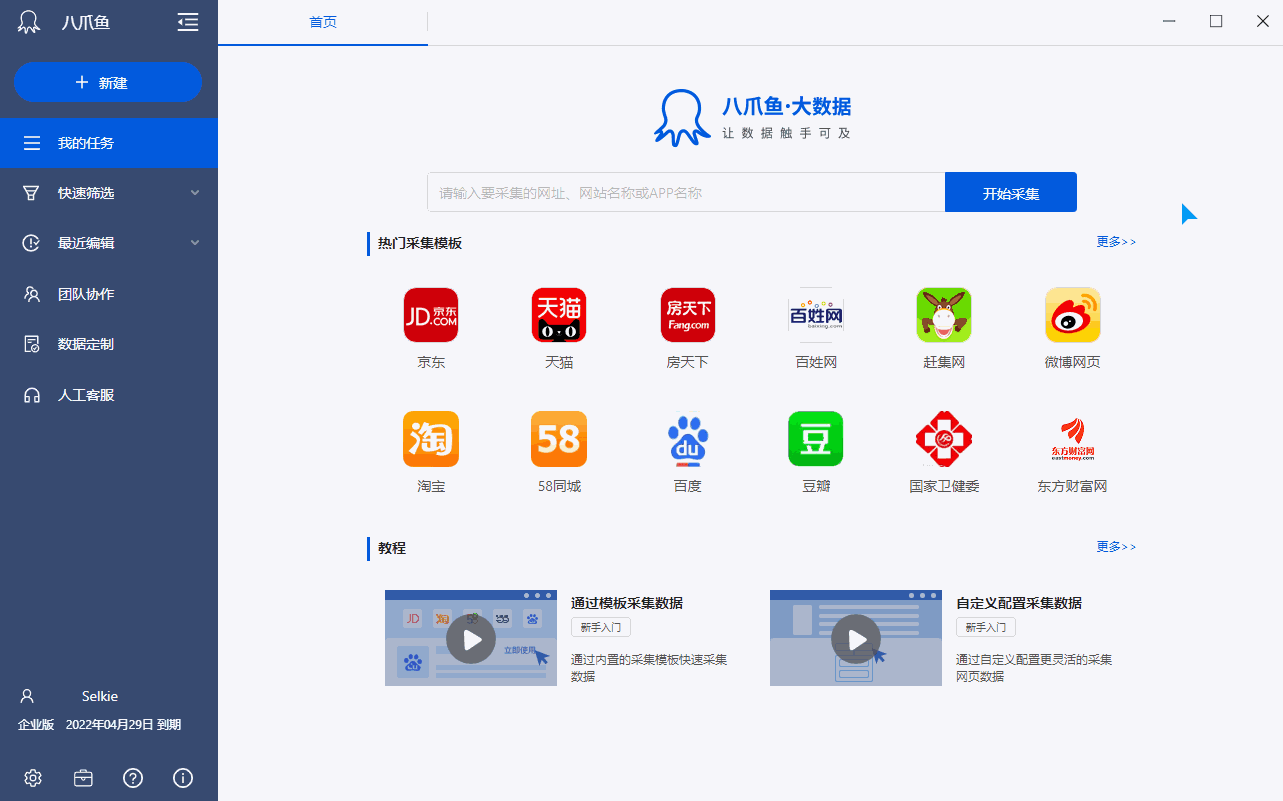 八爪鱼
首页
新建
我的任务
快速筛选
最近编辑
团队协作
数据定制
人工客服
Selkie
企业版 2022年04月29日 到期
八爪鱼·大数据
让数据触手可及
请输入要采集的网址、网站名称或APP名称
开始采集
热门采集模板
更多>>
JD.京东
.COM
天猫
房天下
Fang.com
百姓网
baixing.com
京东
天猫
房天下
百姓网
赶集网
微博网页
淘
58
du
豆
东方财富网
eastmoney.com
淘宝
58同城
百度
豆瓣
国家卫健委
东方财富网
教程
更多>>
JD
淘
立即使用
通过模板采集数据
新手入门
通过内置的采集模板快速采集
数据
自定义配置采集数据
新手入门
通过自定义配置更灵活的采集
网页数据